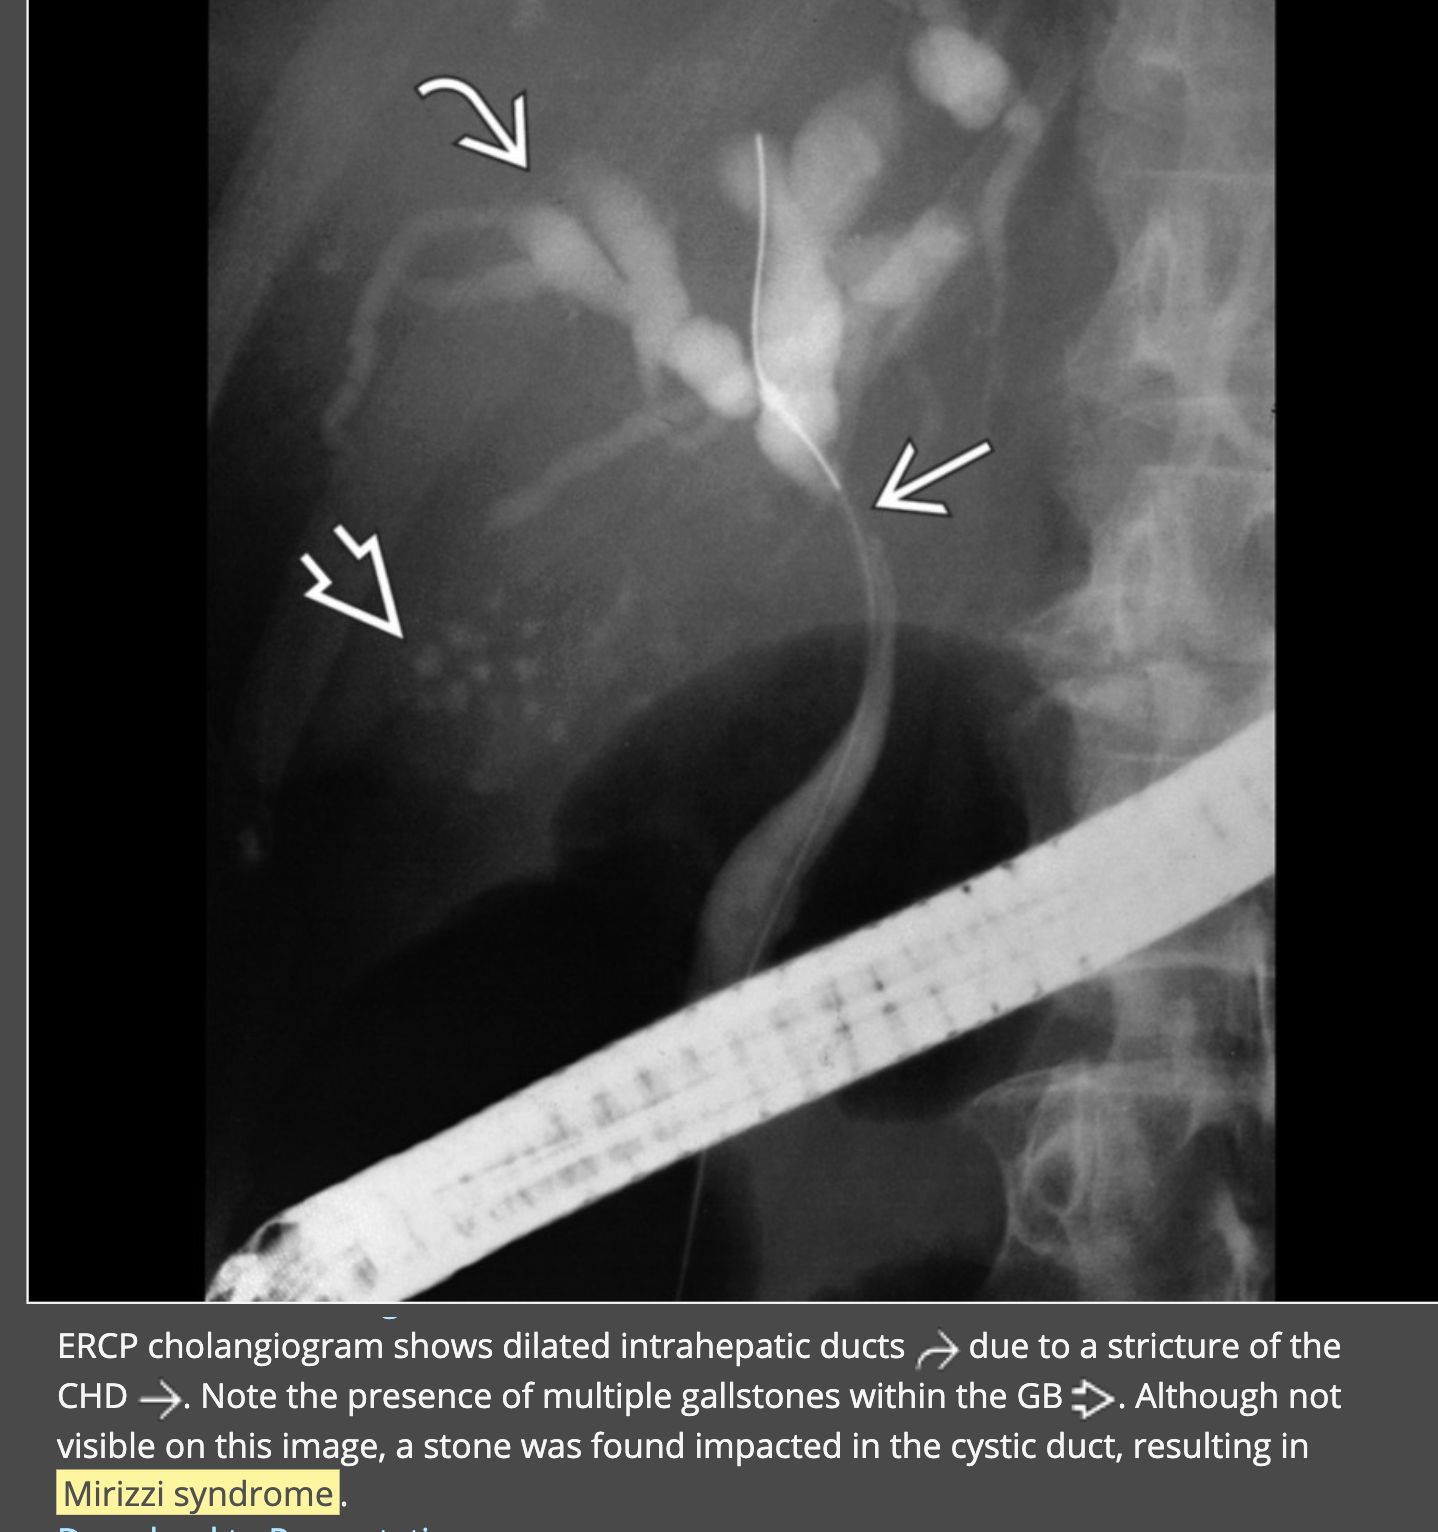 ERCP cholangiogram shows dilated intrahepatic ducts due to a stricture of the
CHD . Note the presence of multiple gallstones within the GB . Although not
visible on this image, a stone was found impacted in the cystic duct, resulting in
Mirizzi syndrome.